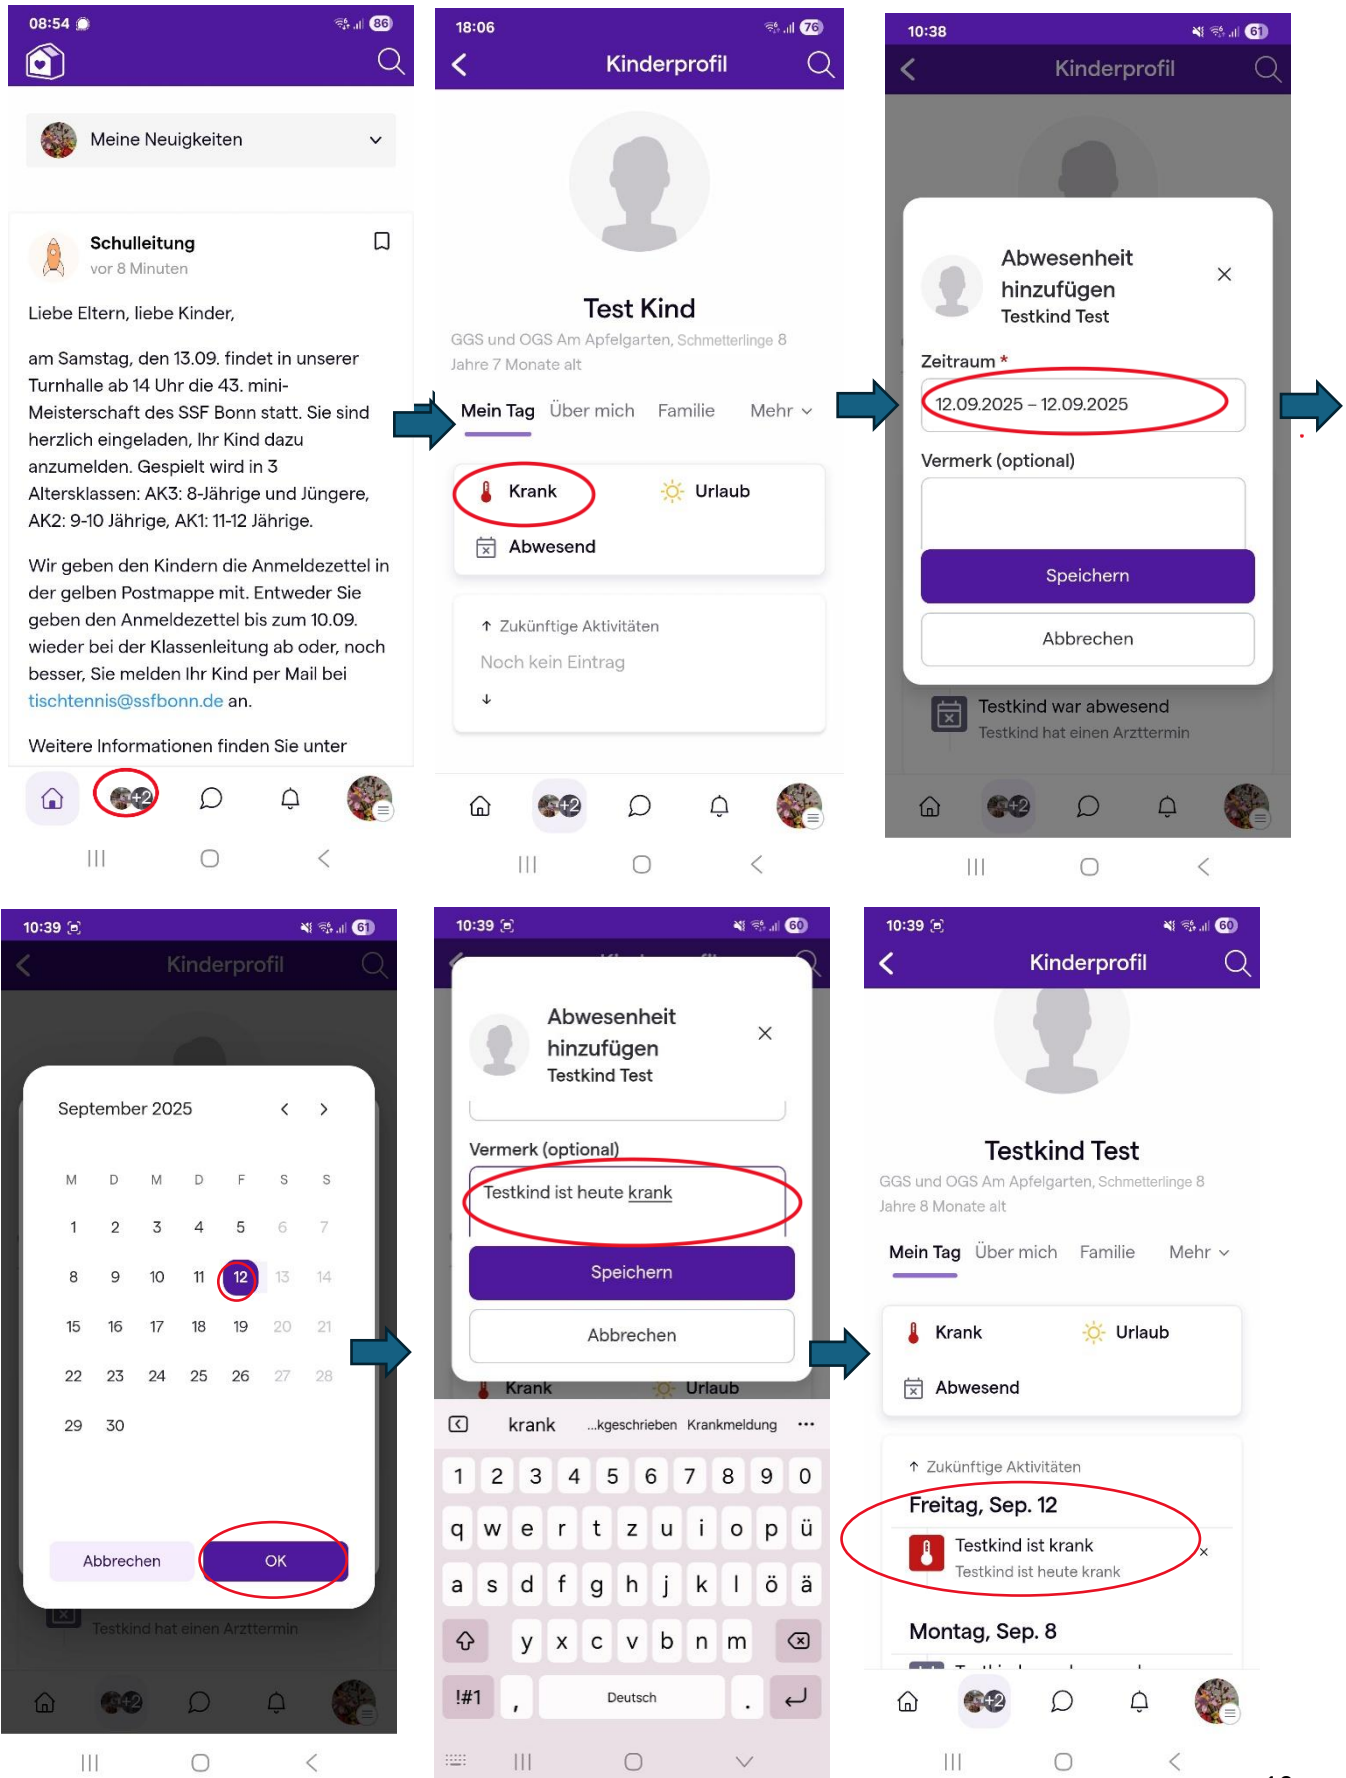 08:54
86
Meine Neuigkeiten
Schulleitung
vor 8 Minuten
Liebe Eltern, liebe Kinder,
am Samstag, den 13.09. findet in unserer
Turnhalle ab 14 Uhr die 43. mini-
Meisterschaft des SSF Bonn statt. Sie sind
herzlich eingeladen, Ihr Kind dazu
anzumelden. Gespielt wird in 3
Altersklassen: AK3: 8-Jährige und Jüngere,
AK2: 9-10 Jährige, AK1: 11-12 Jährige.
Wir geben den Kindern die Anmeldezettel in
der gelben Postmappe mit. Entweder Sie
geben den Anmeldezettel bis zum 10.09.
wieder bei der Klassenleitung ab oder, noch
besser, Sie melden Ihr Kind per Mail bei
tischtennis@ssfbonn.de an.
Weitere Informationen finden Sie unter
+2
18:06
76
Kinderprofil
Test Kind
GGS und OGS Am Apfelgarten, Schmetterlinge 8
Jahre 7 Monate alt
Mein Tag Über mich Familie Mehr
Krank Urlaub
Abwesend
Zukünftige Aktivitäten
Noch kein Eintrag
+2
10:38
61
Kinderprofil
Abwesenheit
hinzufügen
Testkind Test
Zeitraum *
12.09.2025 – 12.09.2025
Vermerk (optional)
Speichern
Abbrechen
Testkind war abwesend
Testkind hat einen Arzttermin
+2
10:39
61
Kinderprofil
September 2025
M D M D F S S
1 2 3 4 5 6 7
8 9 10 11 12 13 14
15 16 17 18 19 20 21
22 23 24 25 26 27 28
29 30
Abbrechen OK
Testkind hat einen Arzttermin
+2
10:39
60
Abwesenheit
hinzufügen
Testkind Test
Vermerk (optional)
Testkind ist heute krank
Speichern
Abbrechen
Krank Urlaub
krank ...kgeschrieben Krankmeldung ...
1 2 3 4 5 6 7 8 9 0
q w e r t z u i o p ü
a s d f g h j k l ö ä
y x c v b n m
!#1 , Deutsch .
10:39
60
Kinderprofil
Testkind Test
GGS und OGS Am Apfelgarten, Schmetterlinge 8
Jahre 8 Monate alt
Mein Tag Über mich Familie Mehr
Krank Urlaub
Abwesend
Zukünftige Aktivitäten
Freitag, Sep. 12
Testkind ist krank
Testkind ist heute krank
Montag, Sep. 8
+2